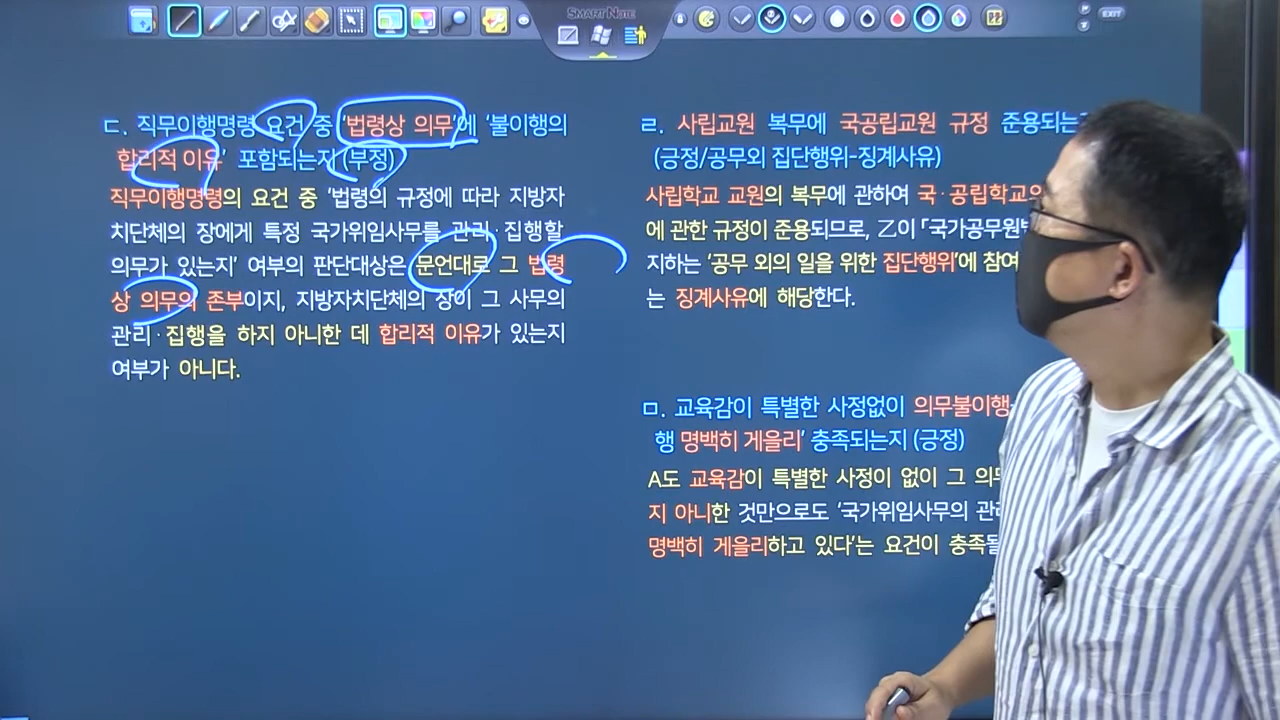 SMART NOTE
EXIT
ㄷ. 직무이행명령 요건 중 '법령상 의무'에 '불이행의
합리적 이유' 포함되는지 (부정)
직무이행명령의 요건 중 '법령의 규정에 따라 지방자
치단체의 장에게 특정 국가위임사무를 관리·집행할
의무가 있는지' 여부의 판단대상은 문언대로 그 법령
상 의무의 존부이지, 지방자치단체의 장이 그 사무의
관리·집행을 하지 아니한 데 합리적 이유가 있는지
여부가 아니다.
ㄹ. 사립교원 복무에 국공립교원 규정 준용되는
(긍정/공무외 집단행위-징계사유)
사립학교 교원의 복무에 관하여 국·공립학교의
에 관한 규정이 준용되므로, 乙이 「국가공무원법
지하는 '공무 외의 일을 위한 집단행위'에 참여
는 징계사유에 해당한다.
ㅁ. 교육감이 특별한 사정없이 의무불이행
행 명백히 게을리' 충족되는지 (긍정)
A도 교육감이 특별한 사정이 없이 그 의무
지 아니한 것만으로도 '국가위임사무의 관리
명백히 게을리하고 있다'는 요건이 충족될